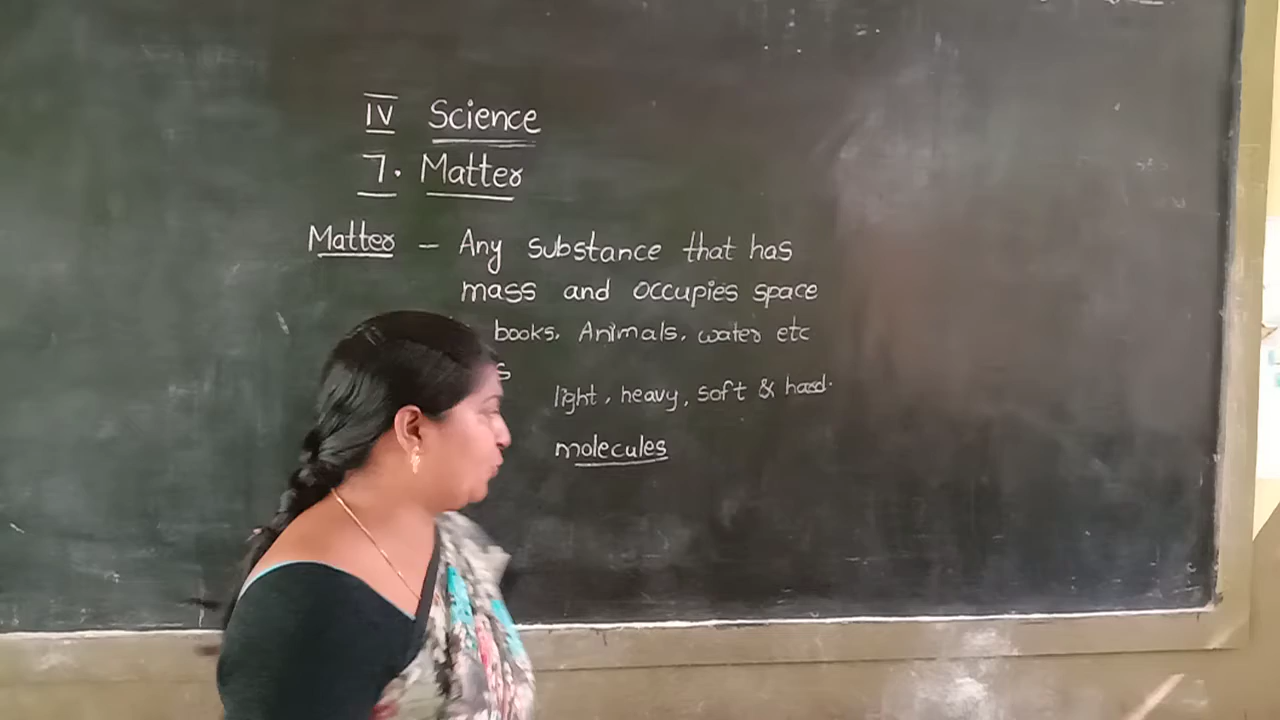 IV Science
7. Matter
Matter - Any substance that has
mass and occupies space
books, Animals, water etc
s
light, heavy, soft & hard.
molecules